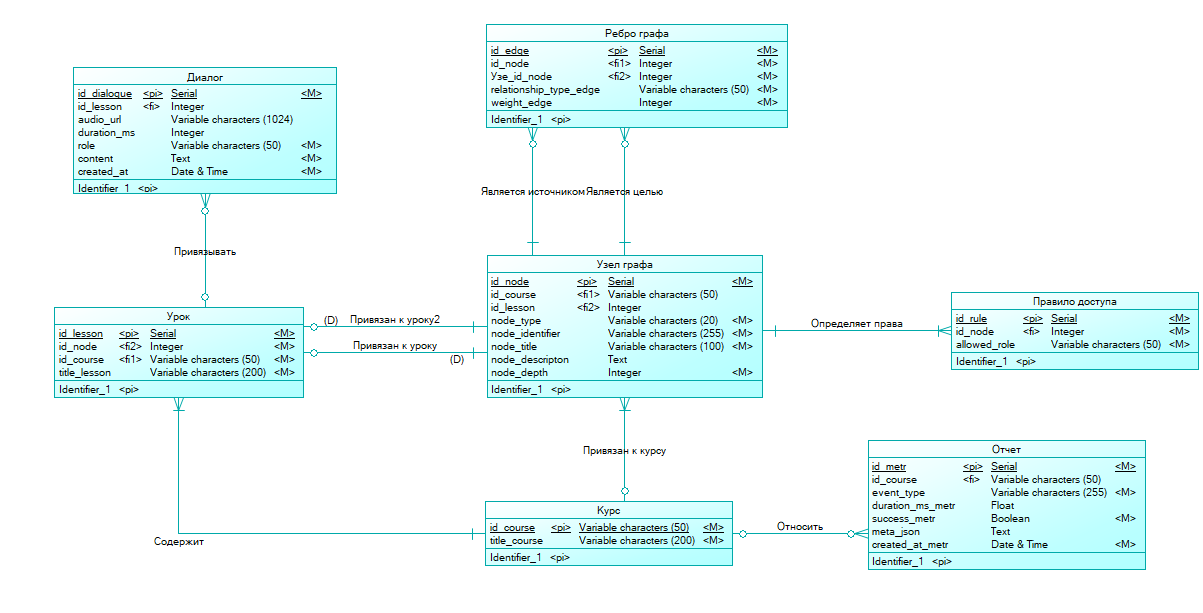 Ребро графа
id_edge <pi> Serial <M>
id_node <fi1> Integer <M>
Узе_id_node <fi2> Integer <M>
relationship_type_edge Variable characters (50) <M>
weight_edge Integer <M>
Identifier_1 <pi>
Диалог
id_dialogue <pi> Serial <M>
id_lesson <fi> Integer
audio_url Variable characters (1024)
duration_ms Integer
role Variable characters (50) <M>
content Text <M>
created_at Date & Time <M>
Identifier_1 <pi>
Является источником
Является целью
Привязывать
Узел графа
id_node <pi> Serial <M>
id_course <fi1> Variable characters (50)
id_lesson <fi2> Integer
node_type Variable characters (20) <M>
node_identifier Variable characters (255) <M>
node_title Variable characters (100) <M>
node_descripton Text
node_depth Integer <M>
Identifier_1 <pi>
Урок
id_lesson <pi> Serial <M>
id_node <fi2> Integer <M>
id_course <fi1> Variable characters (50) <M>
title_lesson Variable characters (200) <M>
Identifier_1 <pi>
(D) Привязан к уроку2
Привязан к уроку
(D)
Определяет права
Правило доступа
id_rule <pi> Serial <M>
id_node <fi> Integer <M>
allowed_role Variable characters (50) <M>
Identifier_1 <pi>
Привязан к курсу
Содержит
Курс
id_course <pi> Variable characters (50) <M>
title_course Variable characters (200) <M>
Identifier_1 <pi>
Относить
Отчет
id_metr <pi> Serial <M>
id_course <fi> Variable characters (50)
event_type Variable characters (255) <M>
duration_ms_metr Float
success_metr Boolean <M>
meta_json Text
created_at_metr Date & Time <M>
Identifier_1 <pi>